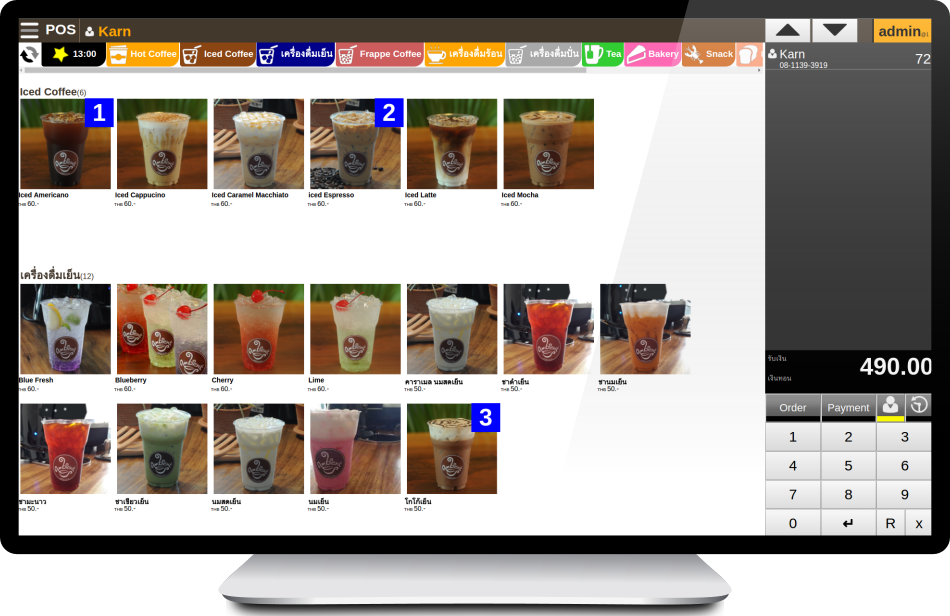 POS Karn
admin@1
13:00 Hot Coffee Iced Coffee เครื่องดื่มเย็น Frappe Coffee เครื่องดื่มร้อน เครื่องดื่มปั่น Tea Bakery Snack
Karn 72
08-1139-3919
Iced Coffee(6)
1 2
Iced Americano Iced Cappucino Iced Caramel Macchiato iced Espresso Iced Latte Iced Mocha
THB 60.- THB 60.- THB 60.- THB 60.- THB 60.- THB 60.-
เครื่องดื่มเย็น(12)
Blue Fresh Blueberry Cherry Lime คาราเมล นมสดเย็น ชาดำเย็น ชานมเย็น
THB 60.- THB 60.- THB 60.- THB 60.- THB 60.- THB 50.- THB 50.-
3
ชามะนาว ชาเขียวเย็น นมสดเย็น นมเย็น โกโก้เย็น
THB 50.- THB 50.- THB 50.- THB 50.- THB 50.-
รับเงิน 490.00
เงินทอน
Order Payment
1 2 3
4 5 6
7 8 9
0 ↵ R x